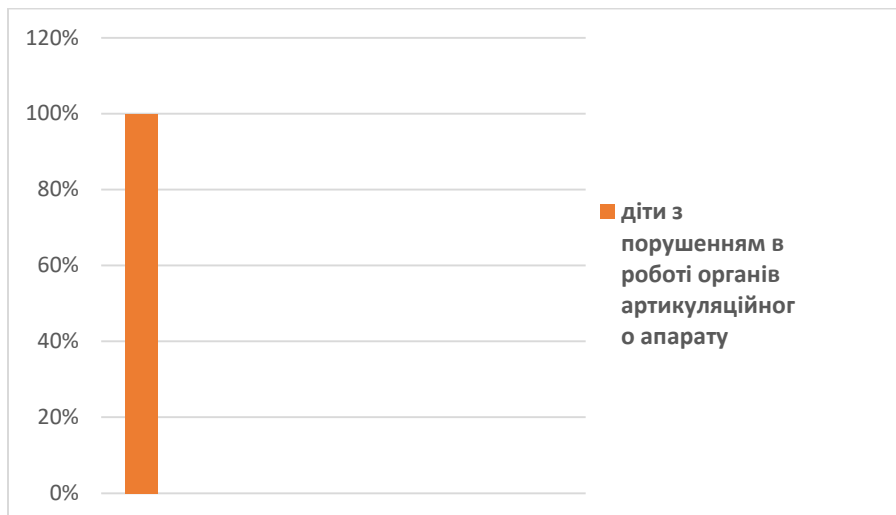 120%
100%
80%
60%
40%
20%
0%
діти з
порушенням в
роботі органів
артикуляційног
о апарату